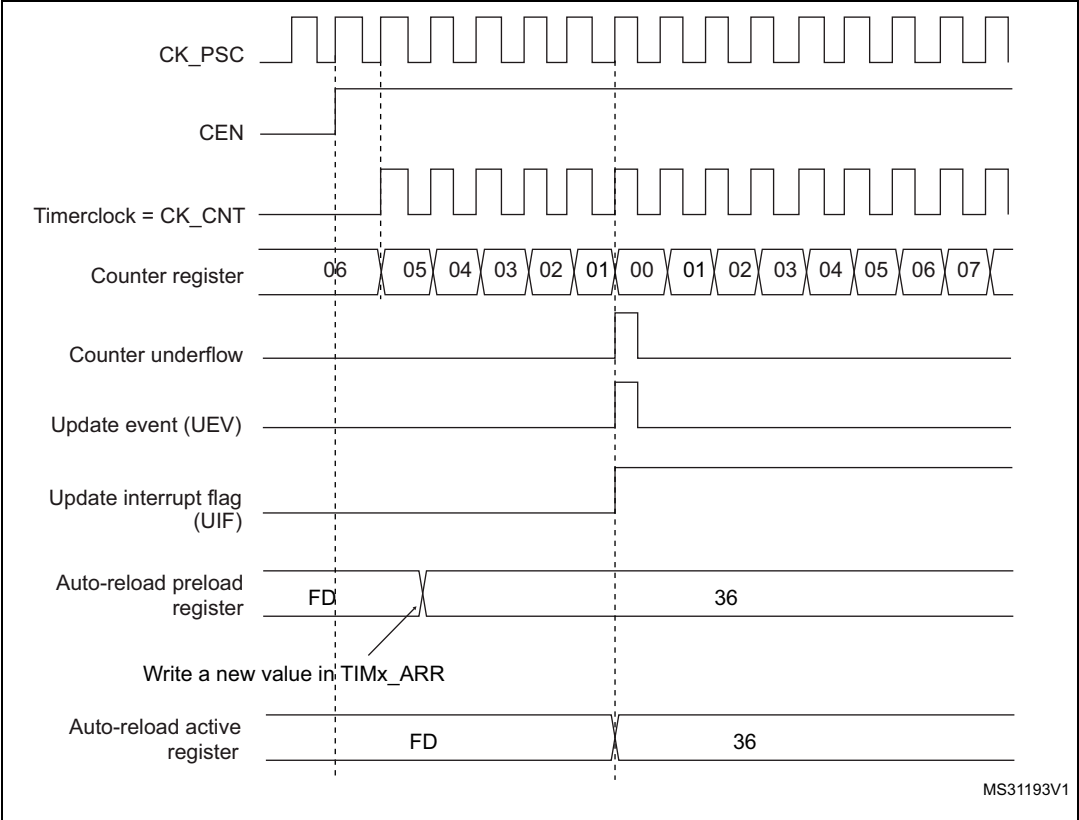 CK_PSC
CEN
Timerclock = CK_CNT
Counter register 06 05 04 03 02 01 00 01 02 03 04 05 06 07
Counter underflow
Update event (UEV)
Update interrupt flag
(UIF)
Auto-reload preload
register
FD 36
Write a new value in TIMx_ARR
Auto-reload active
register
FD 36
MS31193V1